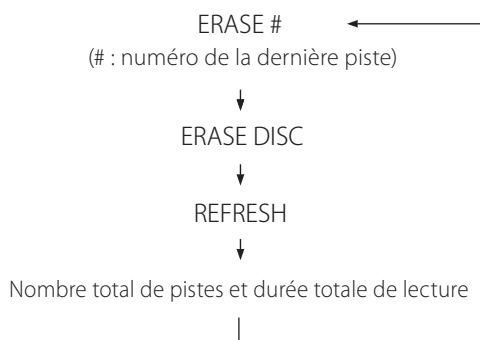 ERASE #
(# : numéro de la dernière piste)
ERASE DISC
REFRESH
Nombre total de pistes et durée totale de lecture